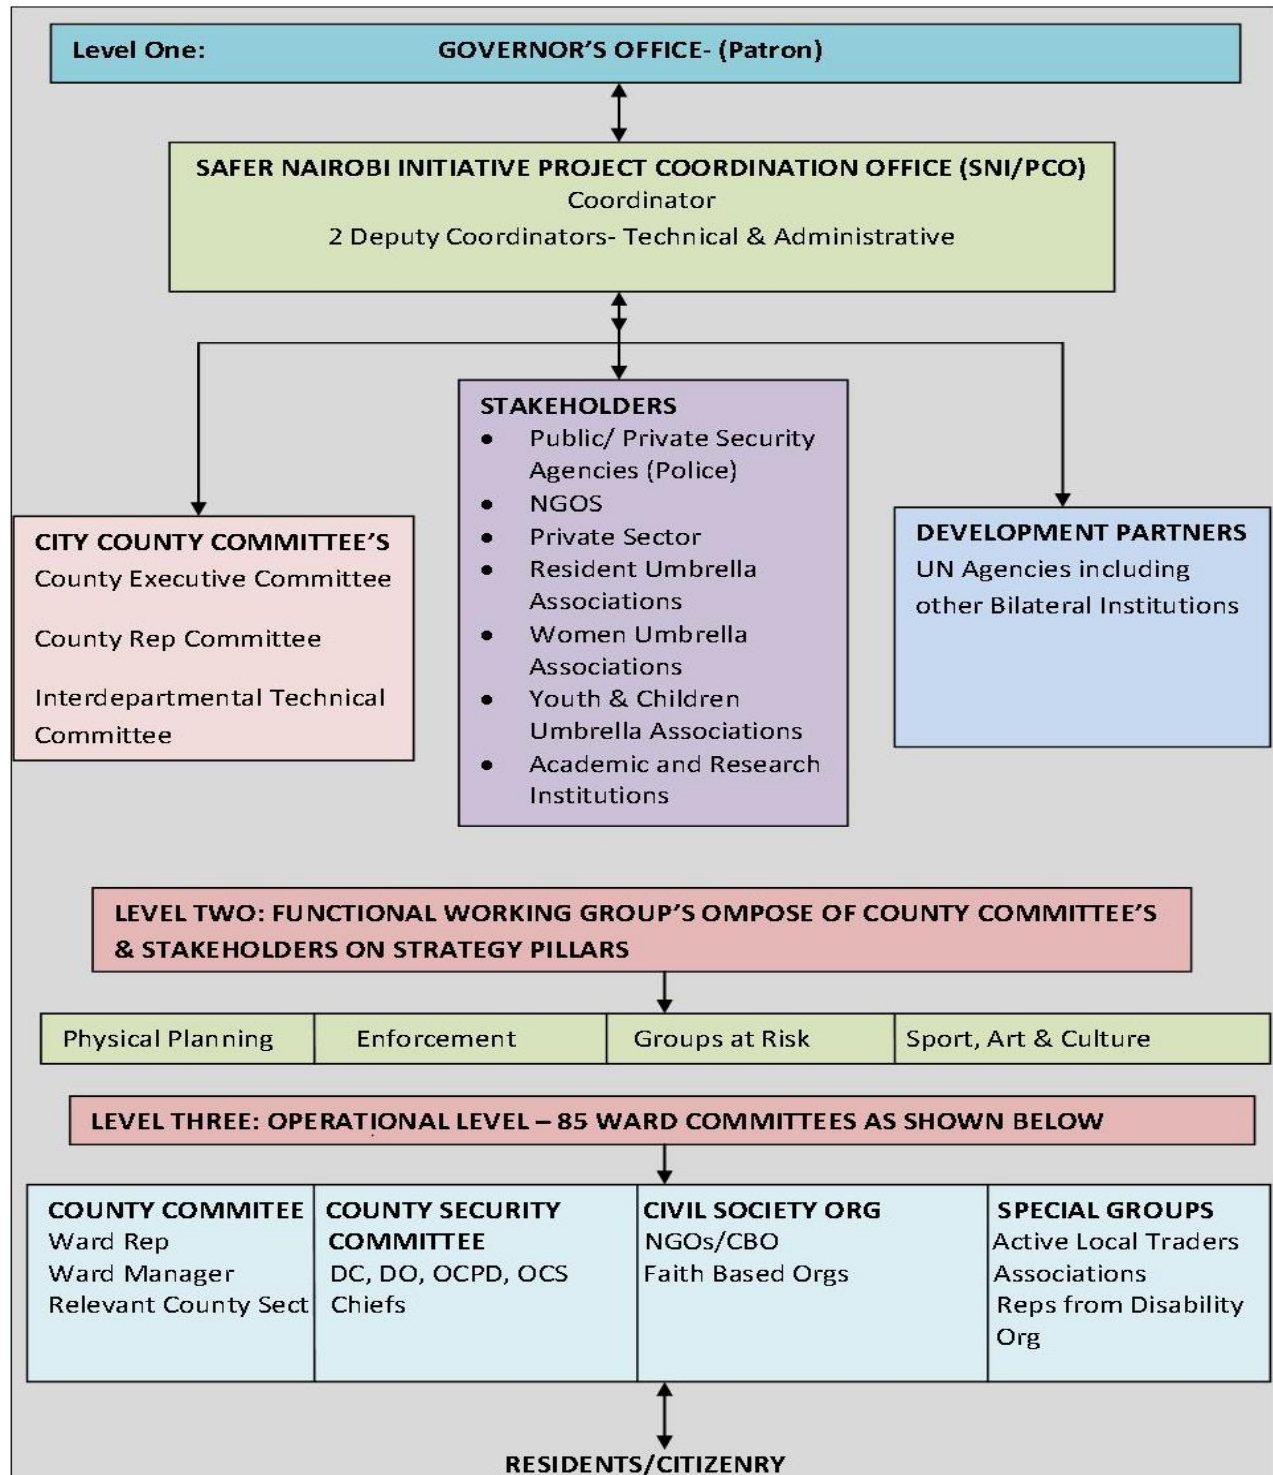 Level One: GOVERNOR'S OFFICE- (Patron)
SAFER NAIROBI INITIATIVE PROJECT COORDINATION OFFICE (SNI/PCO)
Coordinator
2 Deputy Coordinators- Technical & Administrative
CITY COUNTY COMMITTEE'S
County Executive Committee
County Rep Committee
Interdepartmental Technical
Committee
STAKEHOLDERS
• Public/ Private Security
Agencies (Police)
• NGOS
• Private Sector
• Resident Umbrella
Associations
• Women Umbrella
Associations
• Youth & Children
Umbrella Associations
• Academic and Research
Institutions
DEVELOPMENT PARTNERS
UN Agencies including
other Bilateral Institutions
LEVEL TWO: FUNCTIONAL WORKING GROUP'S OMPOSE OF COUNTY COMMITTEE'S
& STAKEHOLDERS ON STRATEGY PILLARS
Physical Planning
Enforcement
Groups at Risk
Sport, Art & Culture
LEVEL THREE: OPERATIONAL LEVEL – 85 WARD COMMITTEES AS SHOWN BELOW
COUNTY COMMITEE
Ward Rep
Ward Manager
Relevant County Sect
COUNTY SECURITY
COMMITTEE
DC, DO, OCPD, OCS
Chiefs
CIVIL SOCIETY ORG
NGOs/CBO
Faith Based Orgs
SPECIAL GROUPS
Active Local Traders
Associations
Reps from Disability
Org
RESIDENTS/CITIZENRY